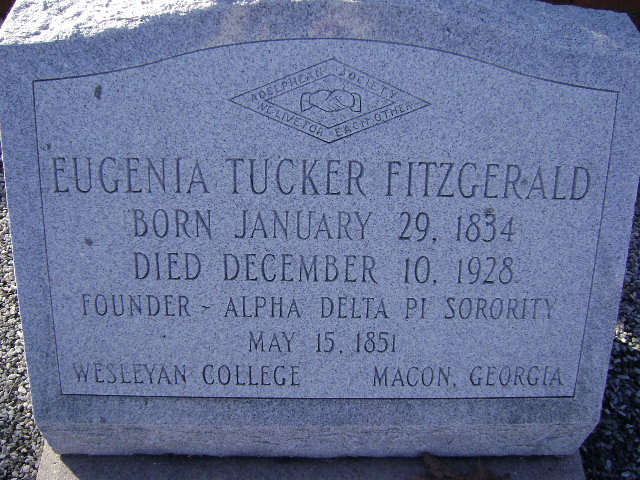 ADELPHEAN SOCIETY
WE LIVE FOR EACH OTHER
EUGENIA TUCKER FITZGERALD
BORN JANUARY 29, 1834
DIED DECEMBER 10, 1928
FOUNDER - ALPHA DELTA PI SORORITY
MAY 15, 1851
WESLEYAN COLLEGE MACON, GEORGIA